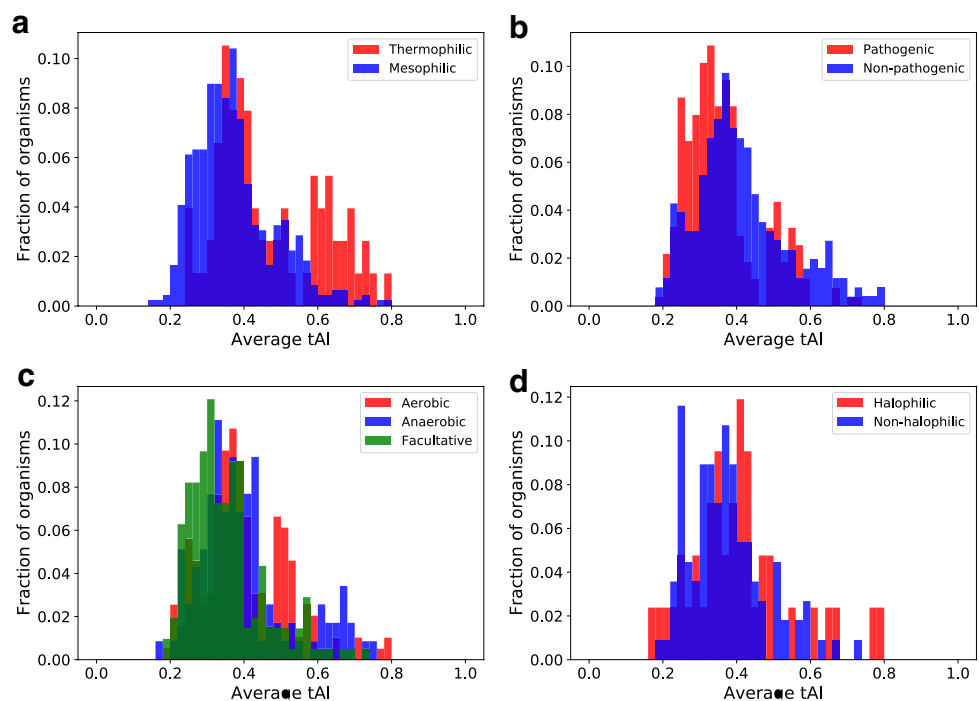 a
Thermophilic
Mesophilic
Fraction of organisms
0.10
0.08
0.06
0.04
0.02
0.00
0.0 0.2 0.4 0.6 0.8 1.0
Average tAI
b
Pathogenic
Non-pathogenic
Fraction of organisms
0.10
0.08
0.06
0.04
0.02
0.00
0.0 0.2 0.4 0.6 0.8 1.0
Average tAI
c
Aerobic
Anaerobic
Facultative
Fraction of organisms
0.12
0.10
0.08
0.06
0.04
0.02
0.00
0.0 0.2 0.4 0.6 0.8 1.0
Average tAI
d
Halophilic
Non-halophilic
Fraction of organisms
0.12
0.10
0.08
0.06
0.04
0.02
0.00
0.0 0.2 0.4 0.6 0.8 1.0
Average tAI